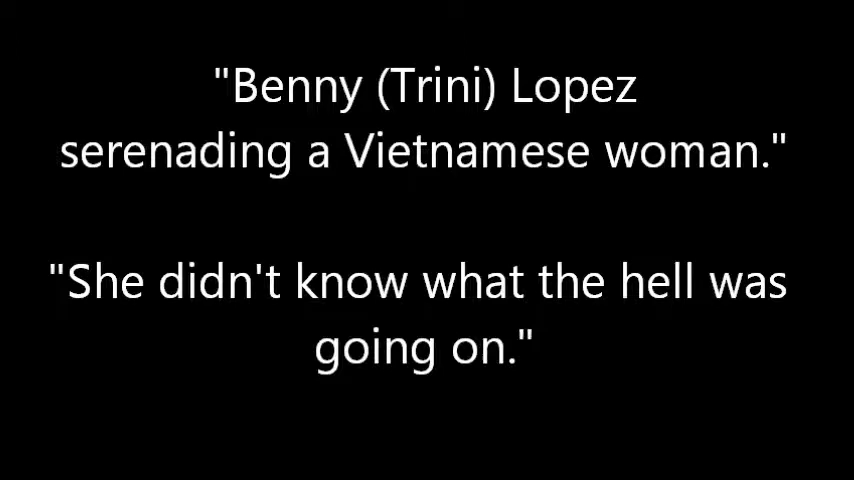 "Benny (Trini) Lopez
serenading a Vietnamese woman."
"She didn't know what the hell was
going on."